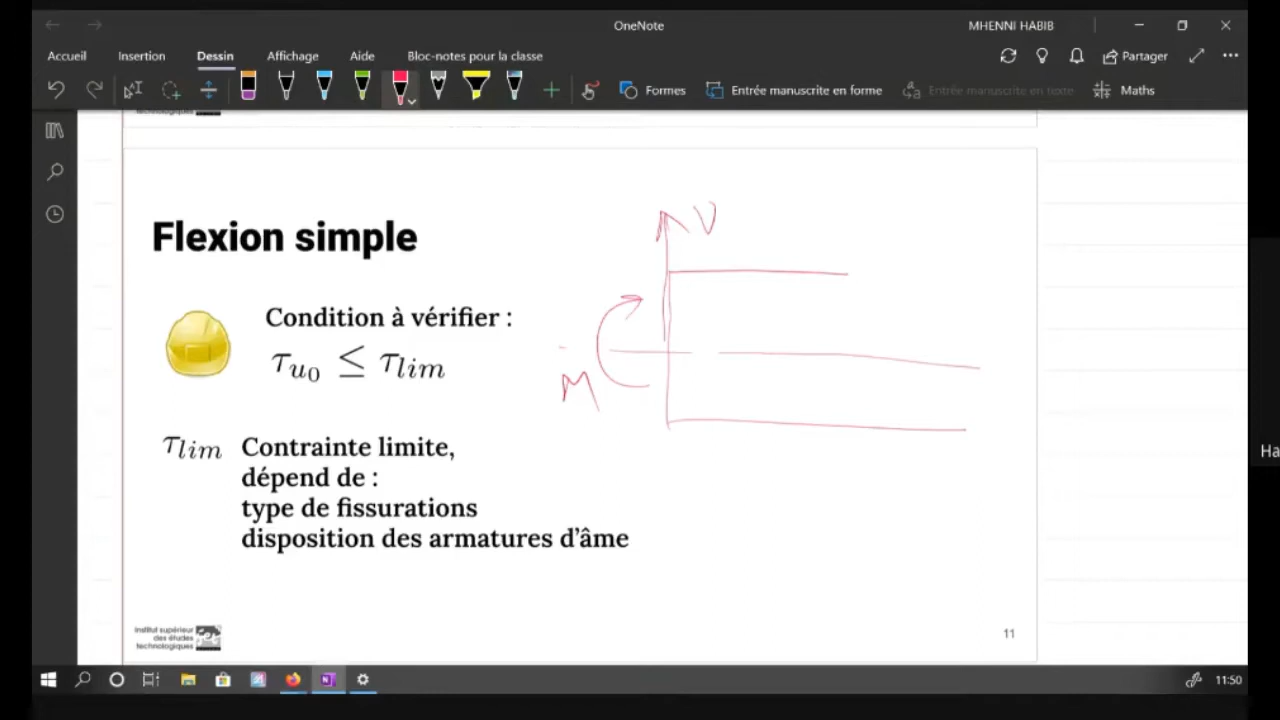 OneNote
MHENNI HABIB
Accueil
Insertion
Dessin
Affichage
Aide
Bloc-notes pour la classe
Partager
Formes
Entrée manuscrite en forme
Entrée manuscrite en texte
Maths
technologiques
Flexion simple
V
Condition à vérifier :
τu0 ≤ τlim
M
τlim Contrainte limite,
dépend de :
type de fissurations
disposition des armatures d'âme
Institut supérieur
des études
technologiques
11
Ha
11:50